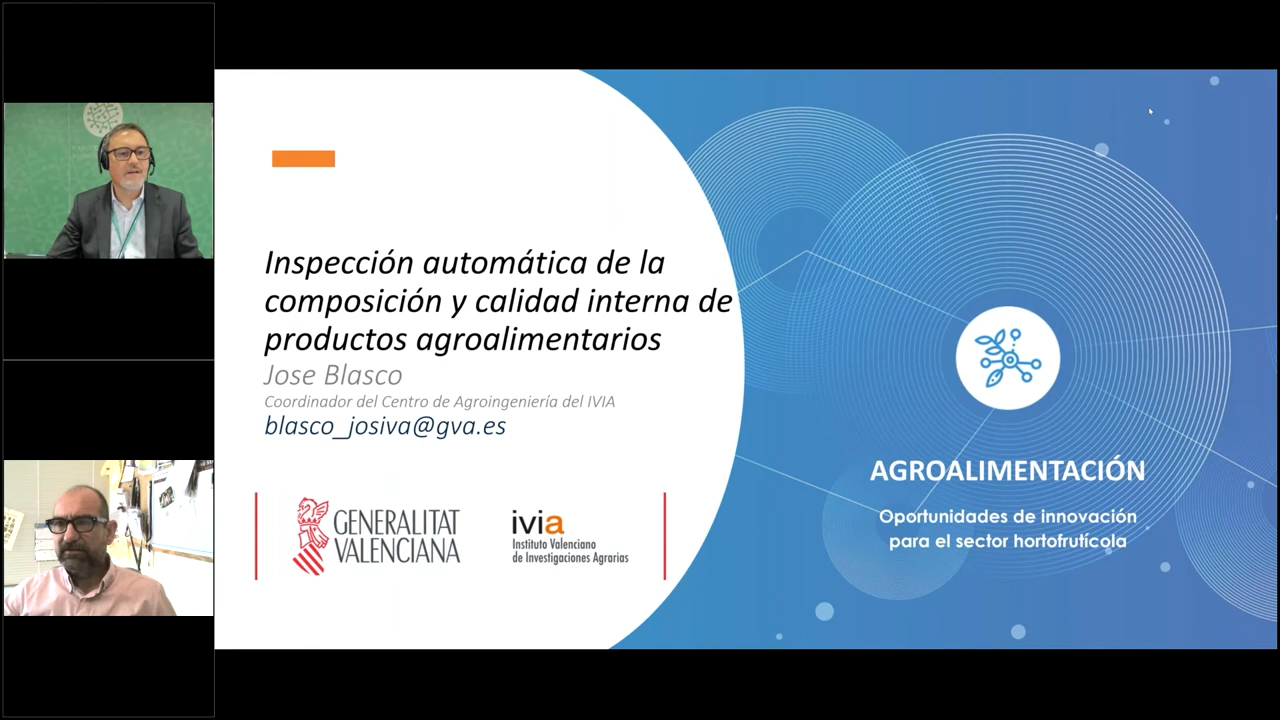 Inspección automática de la
composición y calidad interna de
productos agroalimentarios
Jose Blasco
Coordinador del Centro de Agroingeniería del IVIA
blasco_josiva@gva.es
GENERALITAT
VALENCIANA
ivia
Instituto Valenciano
de Investigaciones Agrarias
AGROALIMENTACIÓN
Oportunidades de innovación
para el sector hortofrutícola